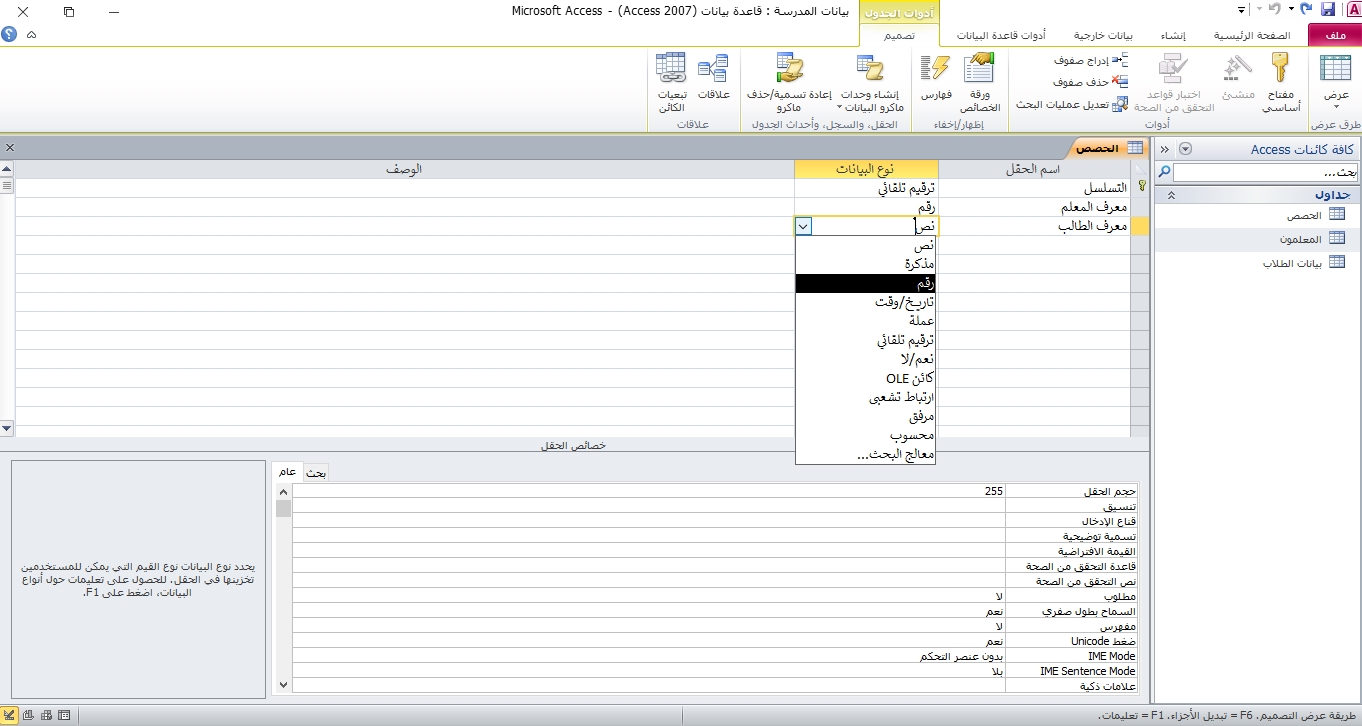 أدوات الجدول
بيانات المدرسة : قاعدة بيانات (Access 2007) - Microsoft Access
ملف
الصفحة الرئيسية
إنشاء
بيانات خارجية
أدوات قاعدة البيانات
تصميم
عرض
مفتاح أساسي
منشئ
اختبار قواعد التحقق من الصحة
إدراج صفوف
حذف صفوف
تعديل عمليات البحث
ورقة الخصائص
فهارس
إنشاء وحدات ماكرو البيانات
إعادة تسمية/حذف ماكرو
علاقات
تبعيات الكائن
طرق عرض
أدوات
إظهار/إخفاء
الحقل، والسجل، وأحداث الجدول
علاقات
كافة كائنات Access
بحث...
جداول
الحصص
المعلمون
بيانات الطلاب
الحصص
اسم الحقل
نوع البيانات
الوصف
التسلسل
ترقيم تلقائي
معرف المعلم
رقم
معرف الطالب
نص
نص
مذكرة
رقم
تاريخ/وقت
عملة
ترقيم تلقائي
نعم/لا
كائن OLE
ارتباط تشعبي
مرفق
محسوب
معالج البحث...
خصائص الحقل
عام
بحث
حجم الحقل
255
تنسيق
قناع الإدخال
تسمية توضيحية
القيمة الافتراضية
قاعدة التحقق من الصحة
نص التحقق من الصحة
مطلوب
لا
السماح بطول صفري
نعم
مفهرس
لا
ضغط Unicode
نعم
IME Mode
بدون عنصر التحكم
IME Sentence Mode
بلا
علامات ذكية
يحدد نوع البيانات نوع القيم التي يمكن للمستخدمين
تخزينها في الحقل. للحصول على تعليمات حول أنواع
البيانات، اضغط على F1.
طريقة عرض التصميم. F6 = تبديل الأجزاء. F1 = تعليمات.